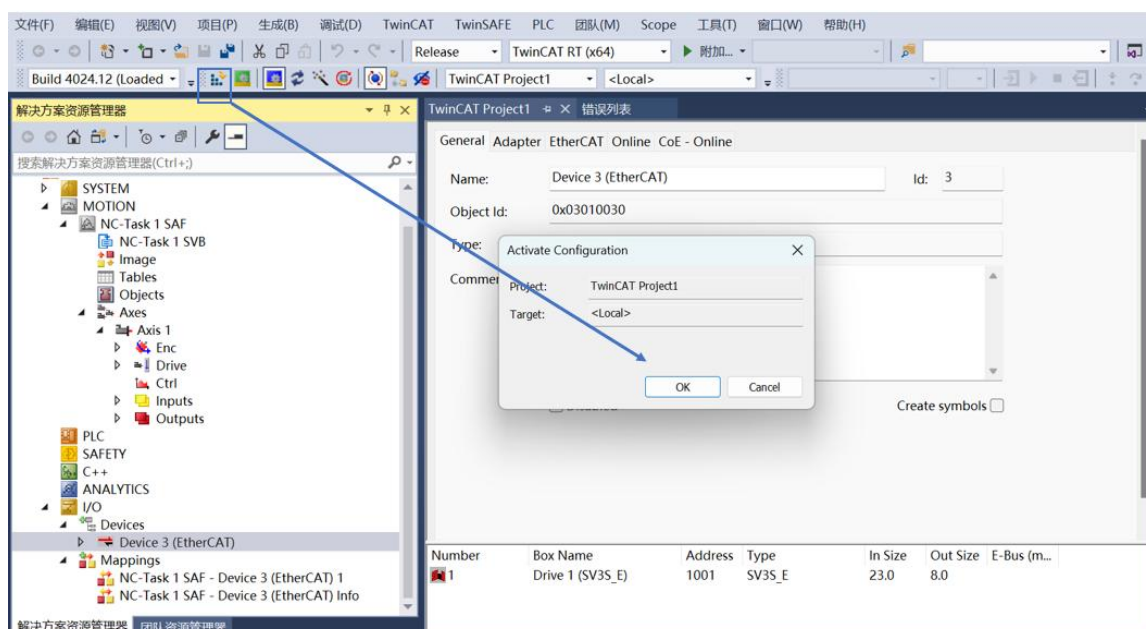 文件(F) 编辑(E) 视图(V) 项目(P) 生成(B) 调试(D) TwinCAT TwinSAFE PLC 团队(M) Scope 工具(T) 窗口(W) 帮助(H)
Release TwinCAT RT (x64) 附加...
Build 4024.12 (Loaded TwinCAT Project1 <Local>
解决方案资源管理器
搜索解决方案资源管理器(Ctrl+;)
SYSTEM
MOTION
NC-Task 1 SAF
NC-Task 1 SVB
Image
Tables
Objects
Axes
Axis 1
Enc
Drive
Ctrl
Inputs
Outputs
PLC
SAFETY
C++
ANALYTICS
I/O
Devices
Device 3 (EtherCAT)
Mappings
NC-Task 1 SAF - Device 3 (EtherCAT) 1
NC-Task 1 SAF - Device 3 (EtherCAT) Info
解决方案资源管理器 团队资源管理器
TwinCAT Project1 错误列表
General Adapter EtherCAT Online CoE - Online
Name: Device 3 (EtherCAT) Id: 3
Object Id: 0x03010030
Type:
Activate Configuration
Project: TwinCAT Project1
Target: <Local>
OK Cancel
Create symbols
Number Box Name Address Type In Size Out Size E-Bus (m...
1 Drive 1 (SV3S_E) 1001 SV3S_E 23.0 8.0